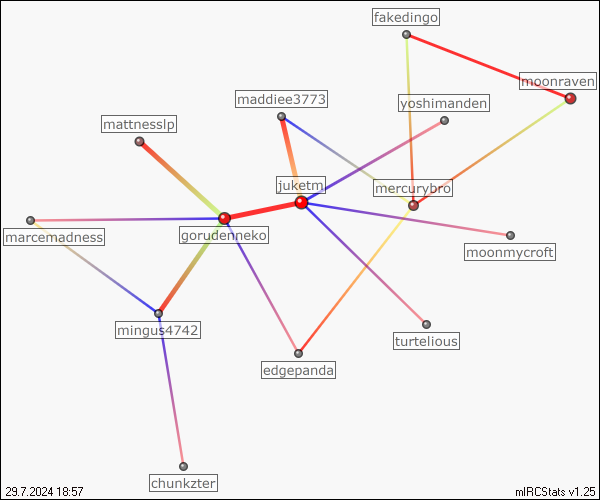 fakedingo
moonraven
maddiee3773
yoshimanden
mattnesslp
juketm
mercurybro
marcemadness
gorudenneko
moonmycroft
mingus4742
turtelious
edgepanda
chunkzter
29.7.2024 18:57
mIRCStats v1.25